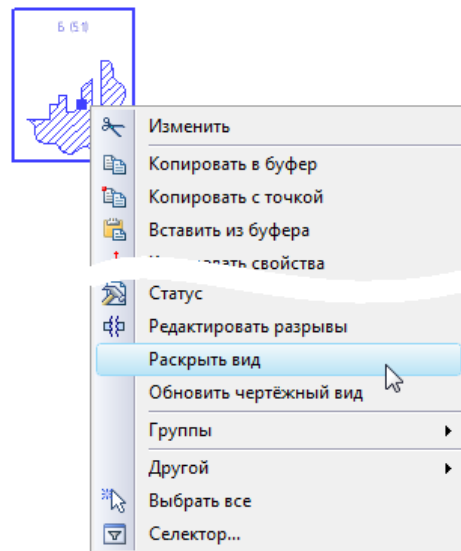 Б (5:1)
Изменить
Копировать в буфер
Копировать с точкой
Вставить из буфера
свойства
Статус
Редактировать разрывы
Раскрыть вид
Обновить чертёжный вид
Группы
Другой
Выбрать все
Селектор...